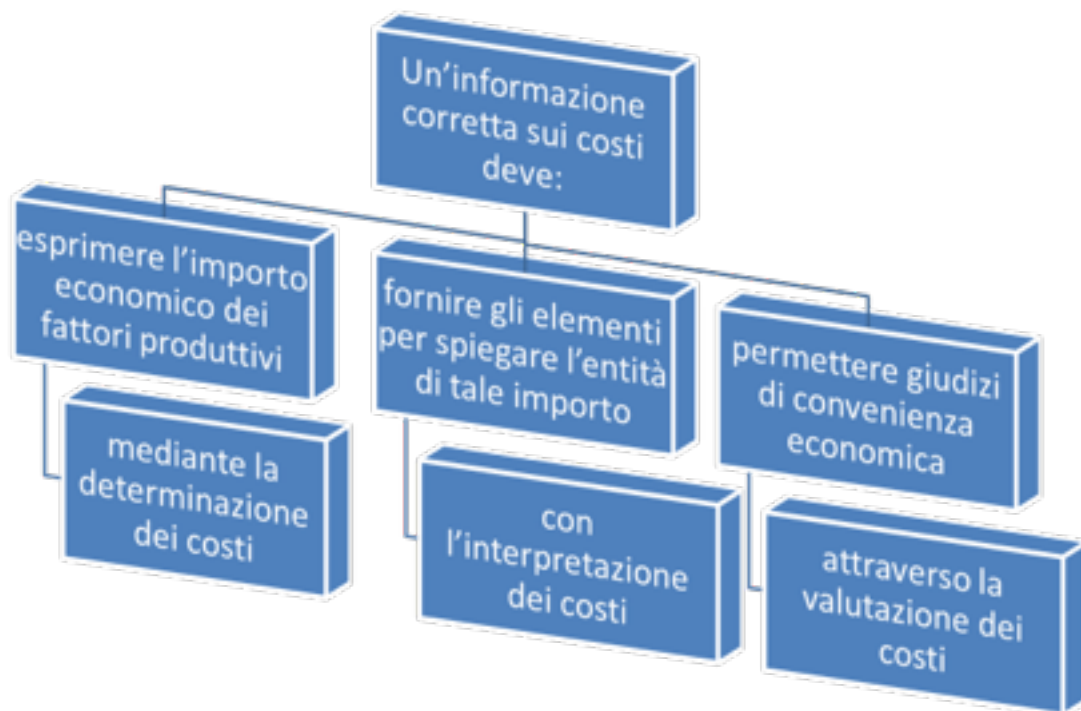 Un'informazione
corretta sui costi
deve:
esprimere l'importo
economico dei
fattori produttivi
mediante la
determinazione
dei costi
fornire gli elementi
per spiegare l'entità
di tale importo
con
l'interpretazione
dei costi
permettere giudizi
di convenienza
economica
attraverso la
valutazione dei
costi